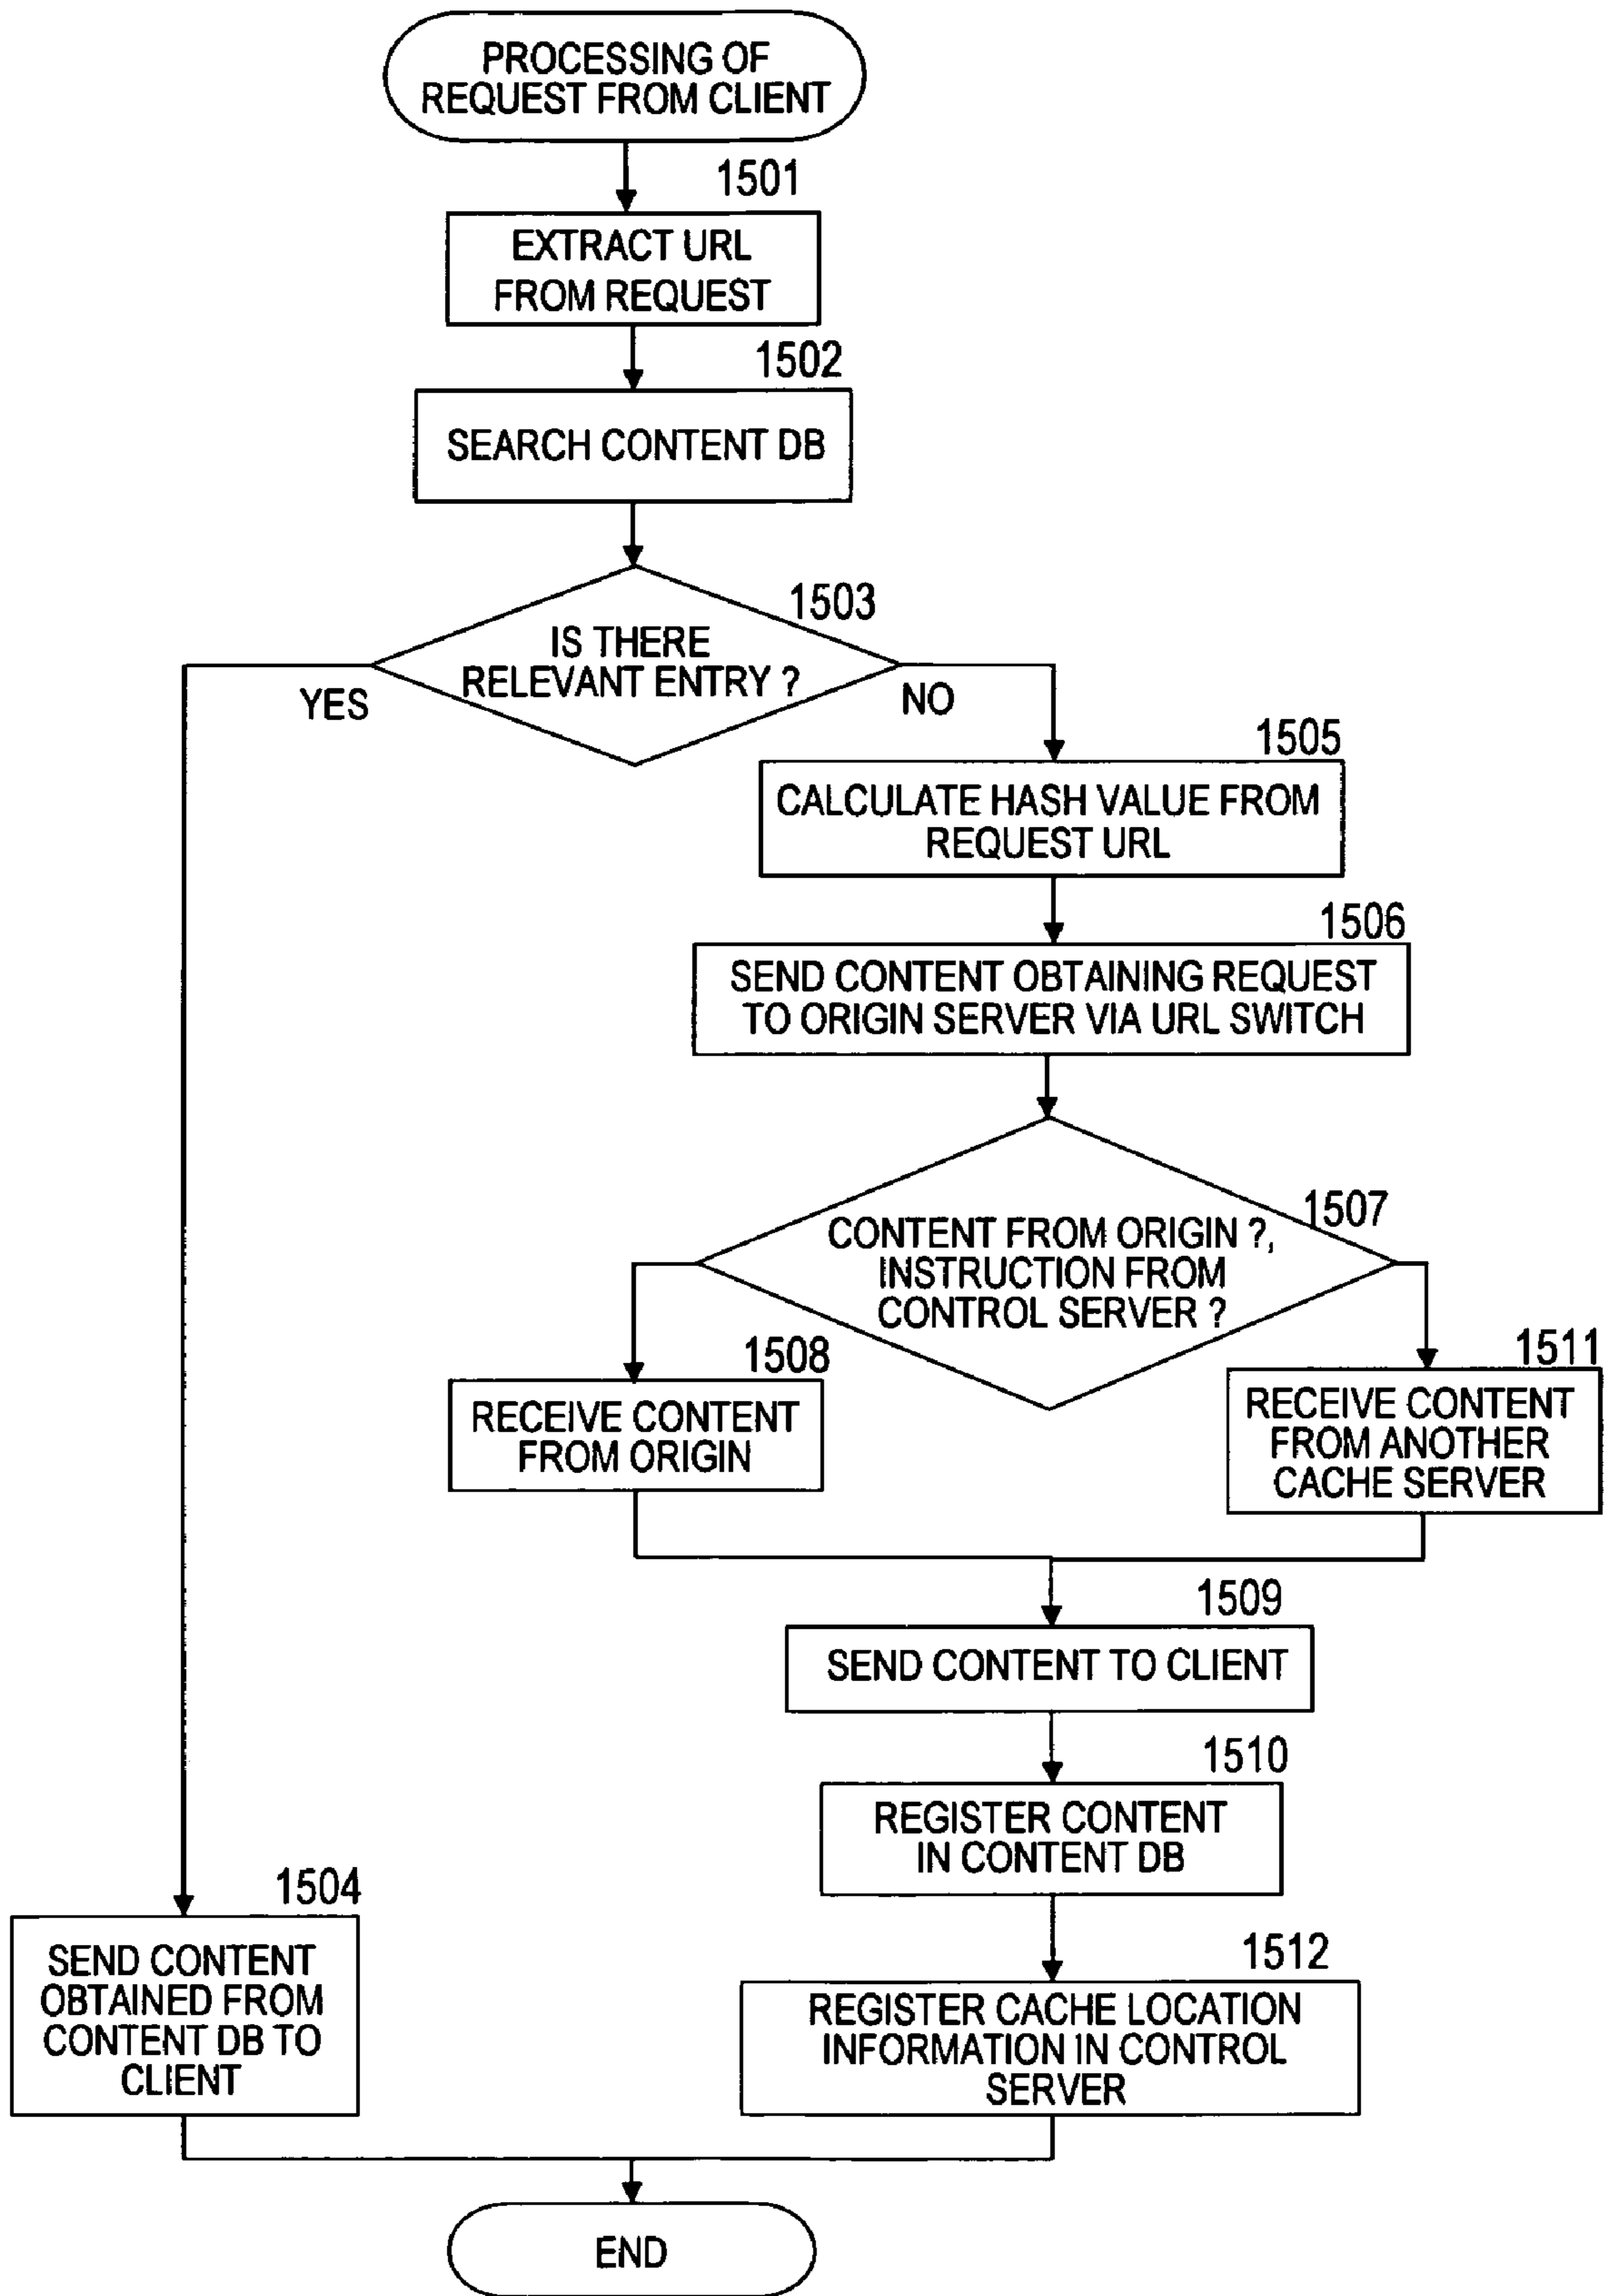 PROCESSING OF
REQUEST FROM CLIENT
1501
EXTRACT URL
FROM REQUEST
1502
SEARCH CONTENT DB
1503
IS THERE
RELEVANT ENTRY ?
YES
NO
1505
CALCULATE HASH VALUE FROM
REQUEST URL
1506
SEND CONTENT OBTAINING REQUEST
TO ORIGIN SERVER VIA URL SWITCH
1507
CONTENT FROM ORIGIN ?,
INSTRUCTION FROM
CONTROL SERVER ?
1508
RECEIVE CONTENT
FROM ORIGIN
1511
RECEIVE CONTENT
FROM ANOTHER
CACHE SERVER
1509
SEND CONTENT TO CLIENT
1510
REGISTER CONTENT
IN CONTENT DB
1504
SEND CONTENT
OBTAINED FROM
CONTENT DB TO
CLIENT
1512
REGISTER CACHE LOCATION
INFORMATION IN CONTROL
SERVER
END